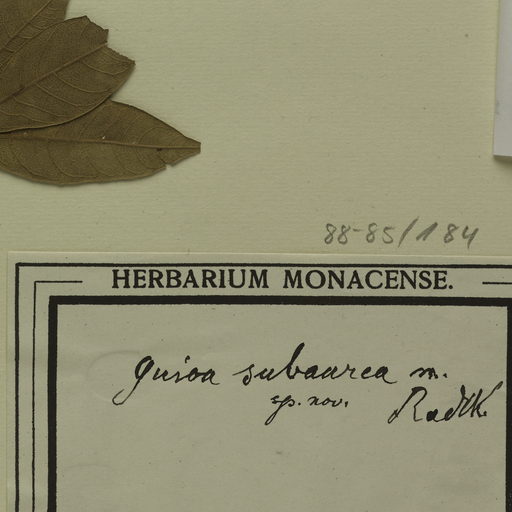 88-85/184
HERBARIUM MONACENSE.
Guioa subaurea m.
sp. nov. Radlk.